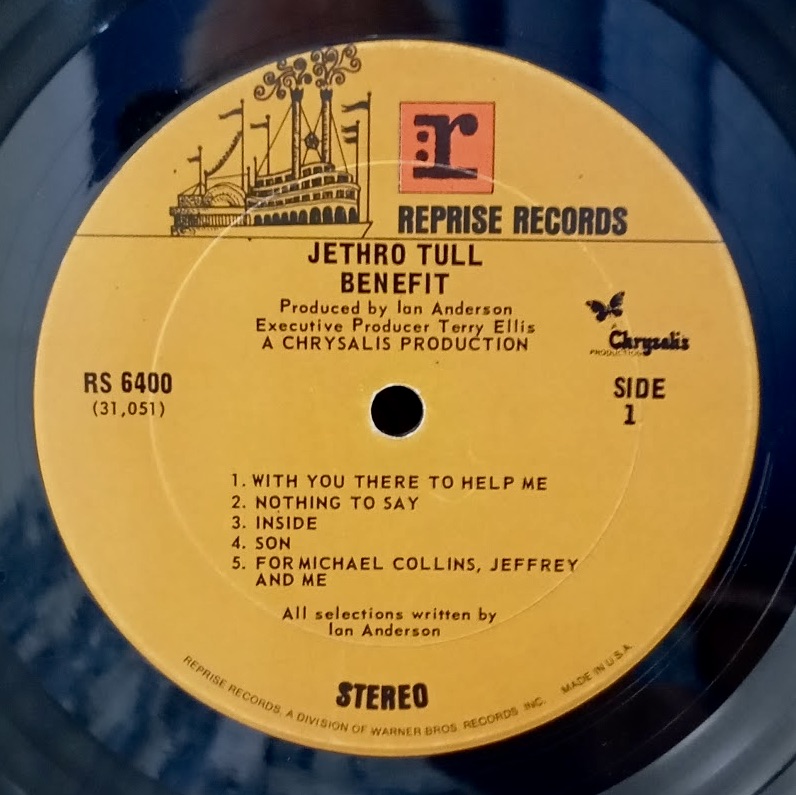 r:
REPRISE RECORDS
JETHRO TULL
BENEFIT
Produced by Ian Anderson
Executive Producer Terry Ellis
A CHRYSALIS PRODUCTION
A
Chrysalis
PRODUCTION
RS 6400
(31,051)
SIDE
1
1. WITH YOU THERE TO HELP ME
2. NOTHING TO SAY
3. INSIDE
4. SON
5. FOR MICHAEL COLLINS, JEFFREY
AND ME
All selections written by
Ian Anderson
STEREO
REPRISE RECORDS, A DIVISION OF WARNER BROS. RECORDS, INC. MADE IN U.S.A.